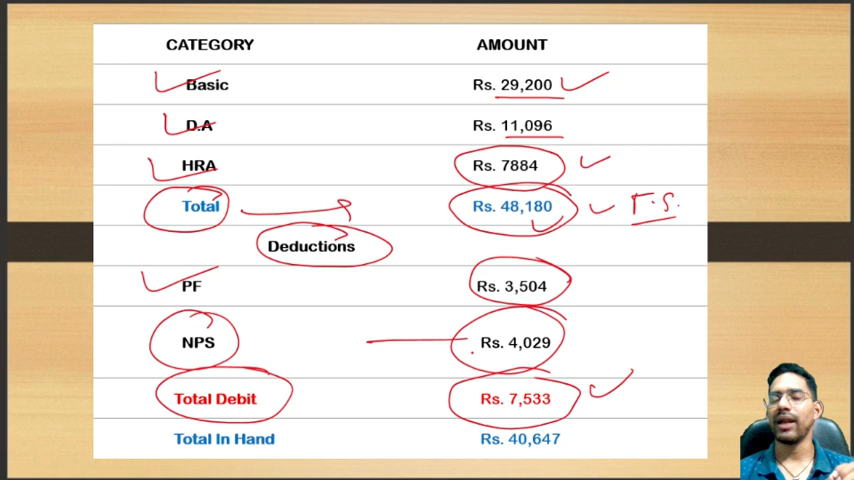 CATEGORY AMOUNT
Basic Rs. 29,200
D.A Rs. 11,096
HRA Rs. 7884
Total Rs. 48,180 T.S.
Deductions
PF Rs. 3,504
NPS Rs. 4,029
Total Debit Rs. 7,533
Total In Hand Rs. 40,647